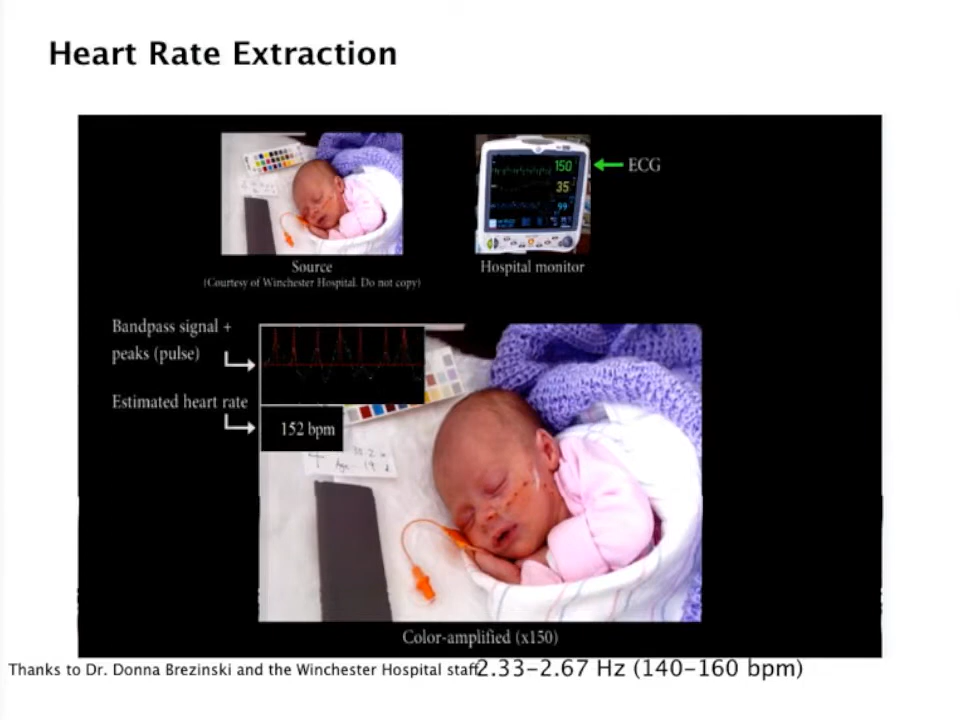 Heart Rate Extraction
150
ECG
35
99
Source
(Courtesy of Winchester Hospital. Do not copy)
Hospital monitor
Bandpass signal +
peaks (pulse)
Estimated heart rate
152 bpm
Color-amplified (x150)
Thanks to Dr. Donna Brezinski and the Winchester Hospital staff
2.33-2.67 Hz (140-160 bpm)